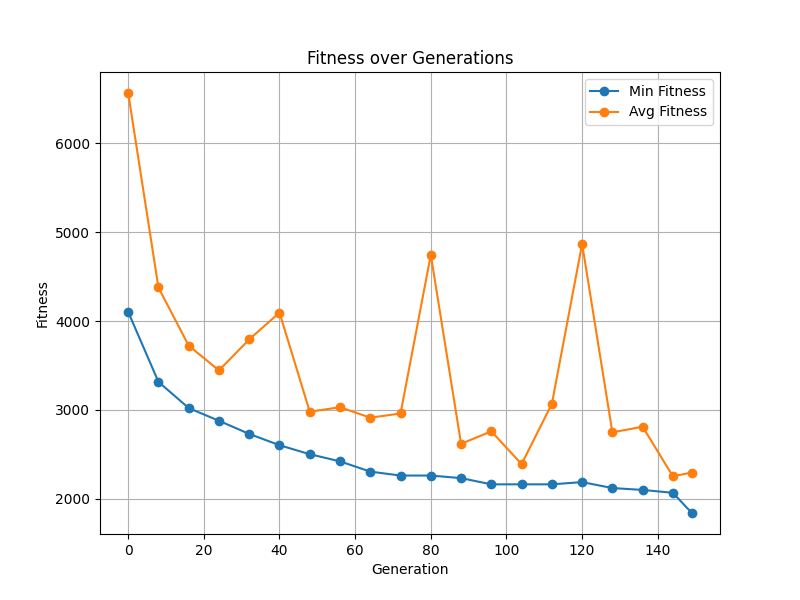 Fitness over Generations
Min Fitness
Avg Fitness
6000
5000
4000
3000
2000
Fitness
0 20 40 60 80 100 120 140
Generation